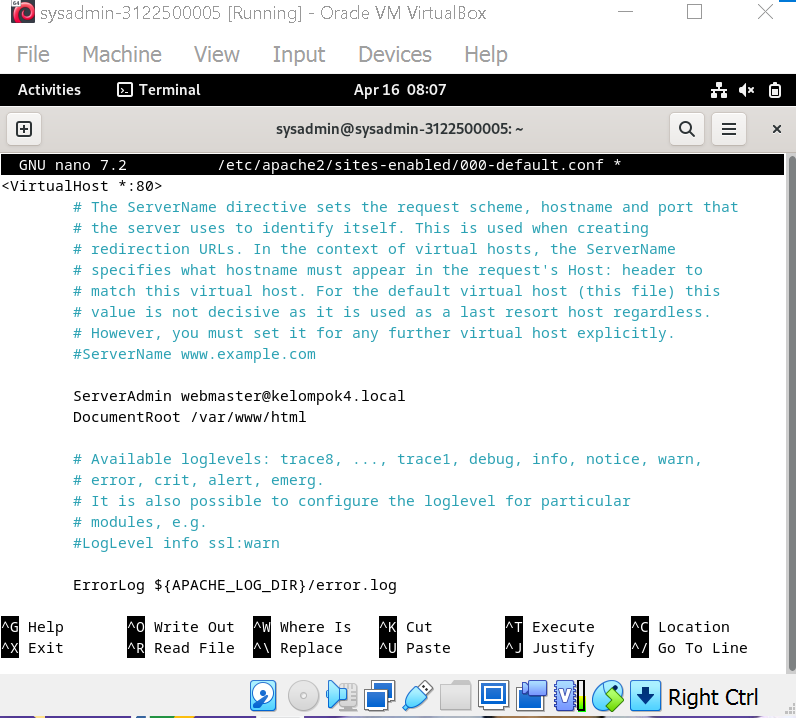 sysadmin-3122500005 [Running] - Oracle VM VirtualBox
File Machine View Input Devices Help
Activities Terminal Apr 16 08:07
sysadmin@sysadmin-3122500005: ~
GNU nano 7.2 /etc/apache2/sites-enabled/000-default.conf *
<VirtualHost *:80>
# The ServerName directive sets the request scheme, hostname and port that
# the server uses to identify itself. This is used when creating
# redirection URLs. In the context of virtual hosts, the ServerName
# specifies what hostname must appear in the request's Host: header to
# match this virtual host. For the default virtual host (this file) this
# value is not decisive as it is used as a last resort host regardless.
# However, you must set it for any further virtual host explicitly.
#ServerName www.example.com
ServerAdmin webmaster@kelompok4.local
DocumentRoot /var/www/html
# Available loglevels: trace8, ..., trace1, debug, info, notice, warn,
# error, crit, alert, emerg.
# It is also possible to configure the loglevel for particular
# modules, e.g.
#LogLevel info ssl:warn
ErrorLog ${APACHE_LOG_DIR}/error.log
^G Help ^O Write Out ^W Where Is ^K Cut ^T Execute ^C Location
^X Exit ^R Read File ^\ Replace ^U Paste ^J Justify ^/ Go To Line
Right Ctrl